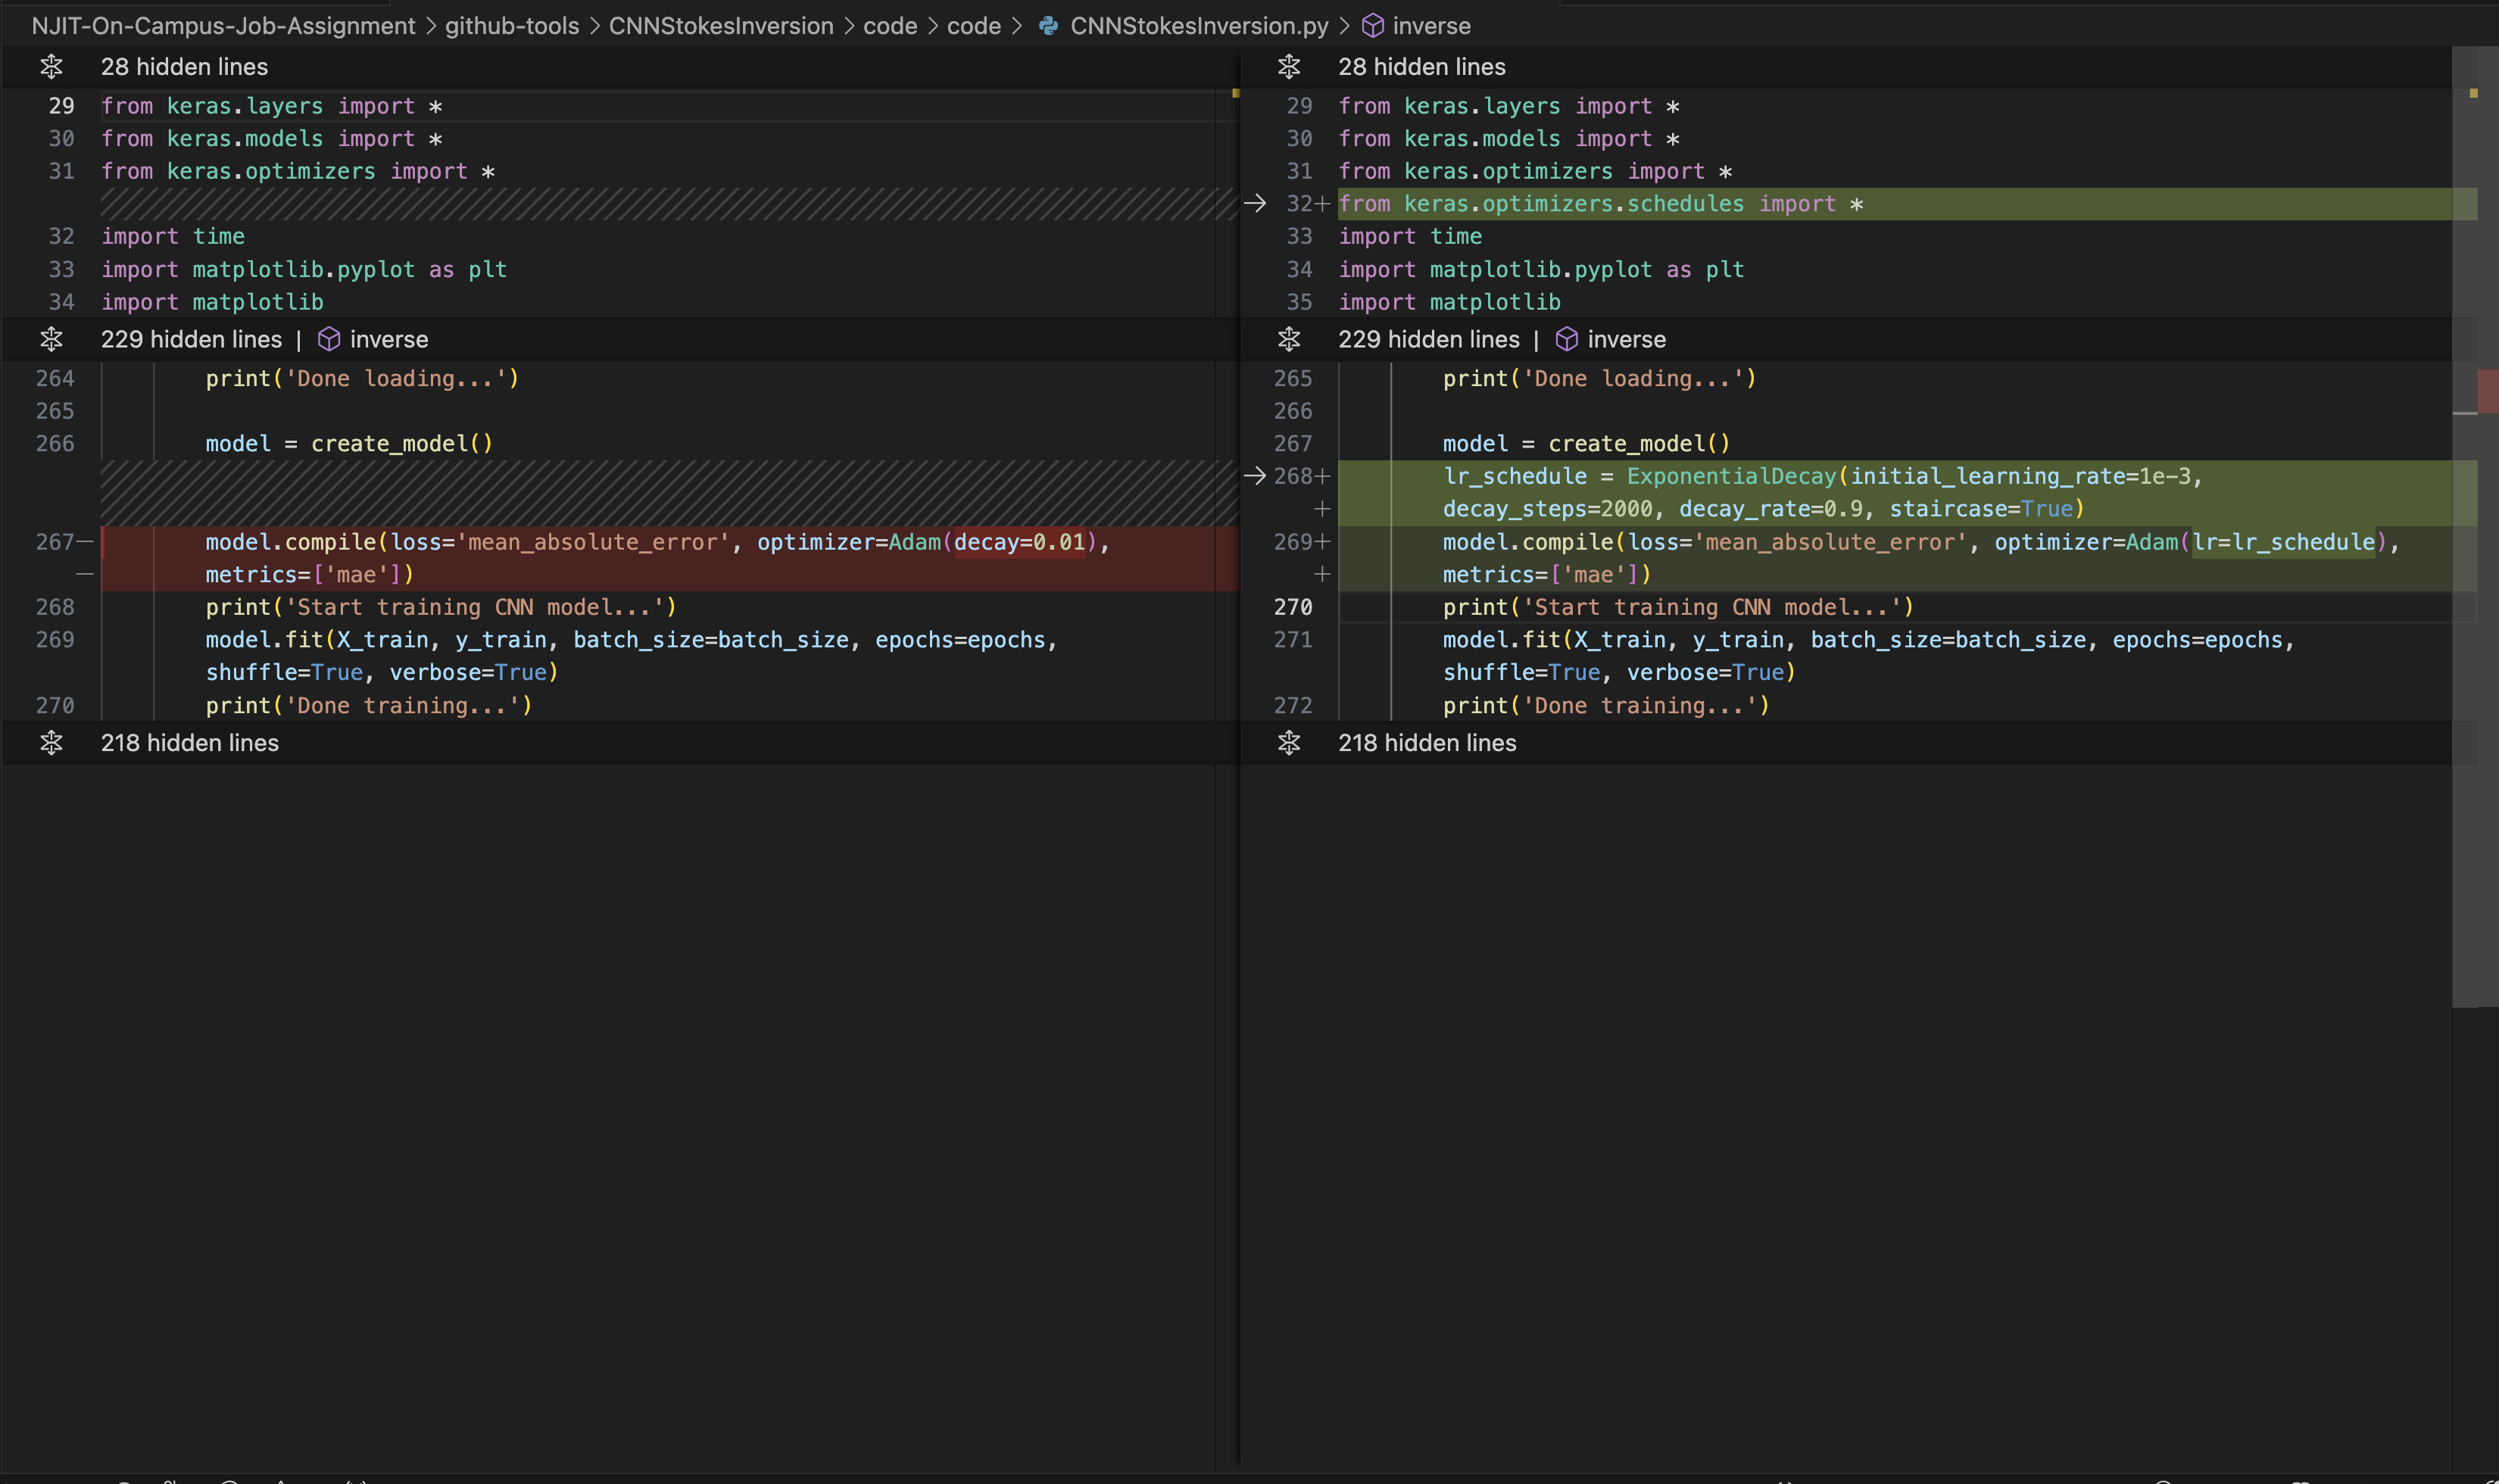 NJIT-On-Campus-Job-Assignment > github-tools > CNNStokesInversion > code > code > CNNStokesInversion.py > inverse
28 hidden lines
29 from keras.layers import *
30 from keras.models import *
31 from keras.optimizers import *
32 import time
33 import matplotlib.pyplot as plt
34 import matplotlib
229 hidden lines | inverse
264 print('Done loading...')
265
266 model = create_model()
267— model.compile(loss='mean_absolute_error', optimizer=Adam(decay=0.01),
— metrics=['mae'])
268 print('Start training CNN model...')
269 model.fit(X_train, y_train, batch_size=batch_size, epochs=epochs,
shuffle=True, verbose=True)
270 print('Done training...')
218 hidden lines
28 hidden lines
29 from keras.layers import *
30 from keras.models import *
31 from keras.optimizers import *
→ 32+ from keras.optimizers.schedules import *
33 import time
34 import matplotlib.pyplot as plt
35 import matplotlib
229 hidden lines | inverse
265 print('Done loading...')
266
267 model = create_model()
→ 268+ lr_schedule = ExponentialDecay(initial_learning_rate=1e-3,
+ decay_steps=2000, decay_rate=0.9, staircase=True)
269+ model.compile(loss='mean_absolute_error', optimizer=Adam(lr=lr_schedule),
+ metrics=['mae'])
270 print('Start training CNN model...')
271 model.fit(X_train, y_train, batch_size=batch_size, epochs=epochs,
shuffle=True, verbose=True)
272 print('Done training...')
218 hidden lines